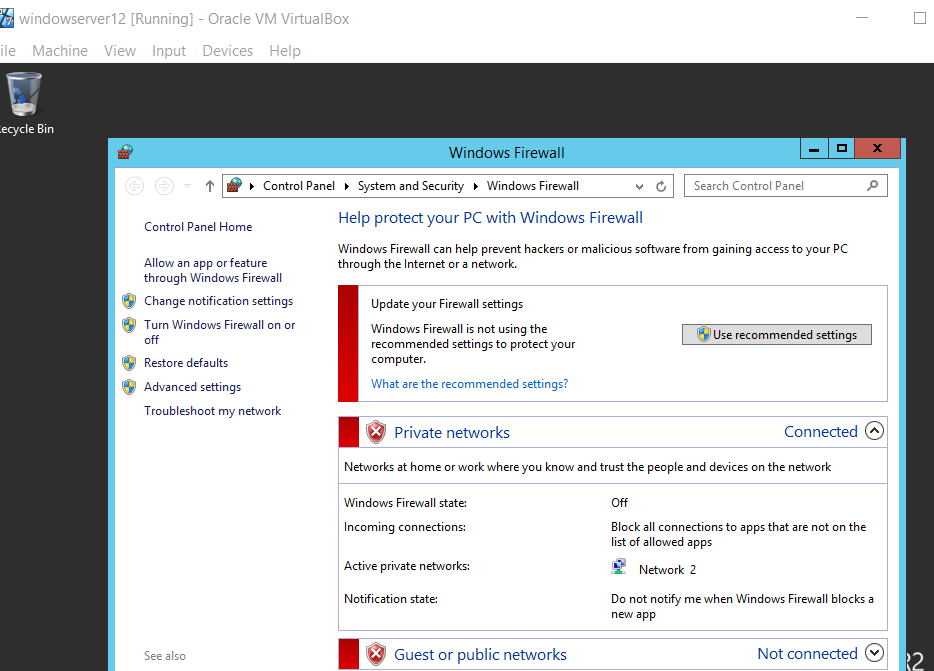 windowserver12 [Running] - Oracle VM VirtualBox
ile Machine View Input Devices Help
ecycle Bin
Windows Firewall
Control Panel System and Security Windows Firewall
Search Control Panel
Control Panel Home
Allow an app or feature
through Windows Firewall
Change notification settings
Turn Windows Firewall on or
off
Restore defaults
Advanced settings
Troubleshoot my network
See also
Help protect your PC with Windows Firewall
Windows Firewall can help prevent hackers or malicious software from gaining access to your PC
through the Internet or a network.
Update your Firewall settings
Windows Firewall is not using the
recommended settings to protect your
computer.
What are the recommended settings?
Use recommended settings
Private networks Connected
Networks at home or work where you know and trust the people and devices on the network
Windows Firewall state: Off
Incoming connections: Block all connections to apps that are not on the
list of allowed apps
Active private networks: Network 2
Notification state: Do not notify me when Windows Firewall blocks a
new app
Guest or public networks Not connected
R2